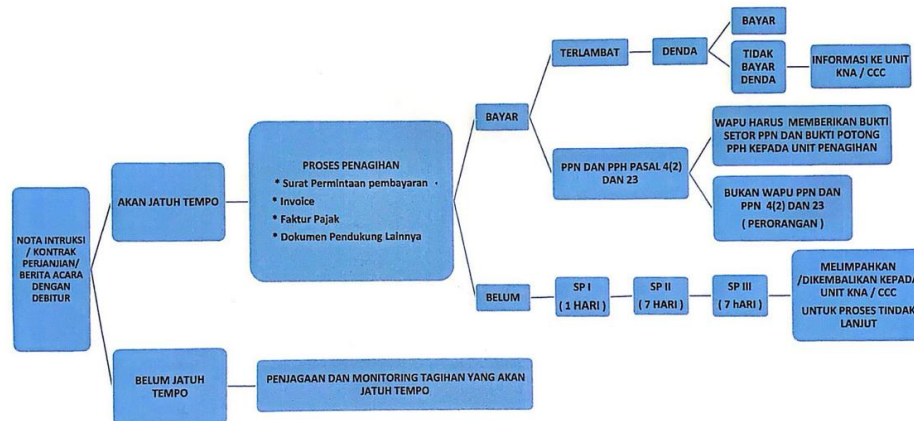 NOTA INTRUKSI
/ KONTRAK
PERJANJIAN/
BERITA ACARA
DENGAN
DEBITUR
AKAN JATUH TEMPO
PROSES PENAGIHAN
* Surat Permintaan pembayaran
* Invoice
* Faktur Pajak
* Dokumen Pendukung Lainnya
BAYAR
TERLAMBAT
DENDA
BAYAR
TIDAK
BAYAR
DENDA
INFORMASI KE UNIT
KNA / CCC
PPN DAN PPH PASAL 4(2)
DAN 23
WAPU HARUS MEMBERIKAN BUKTI
SETOR PPN DAN BUKTI POTONG
PPH KEPADA UNIT PENAGIHAN
BUKAN WAPU PPN DAN
PPN 4(2) DAN 23
( PERORANGAN )
BELUM
SP I
( 1 HARI )
SP II
( 7 HARI )
SP III
( 7 hARI )
MELIMPAHKAN
/DIKEMBALIKAN KEPADA
UNIT KNA / CCC
UNTUK PROSES TINDAK
LANJUT
BELUM JATUH
TEMPO
PENJAGAAN DAN MONITORING TAGIHAN YANG AKAN
JATUH TEMPO